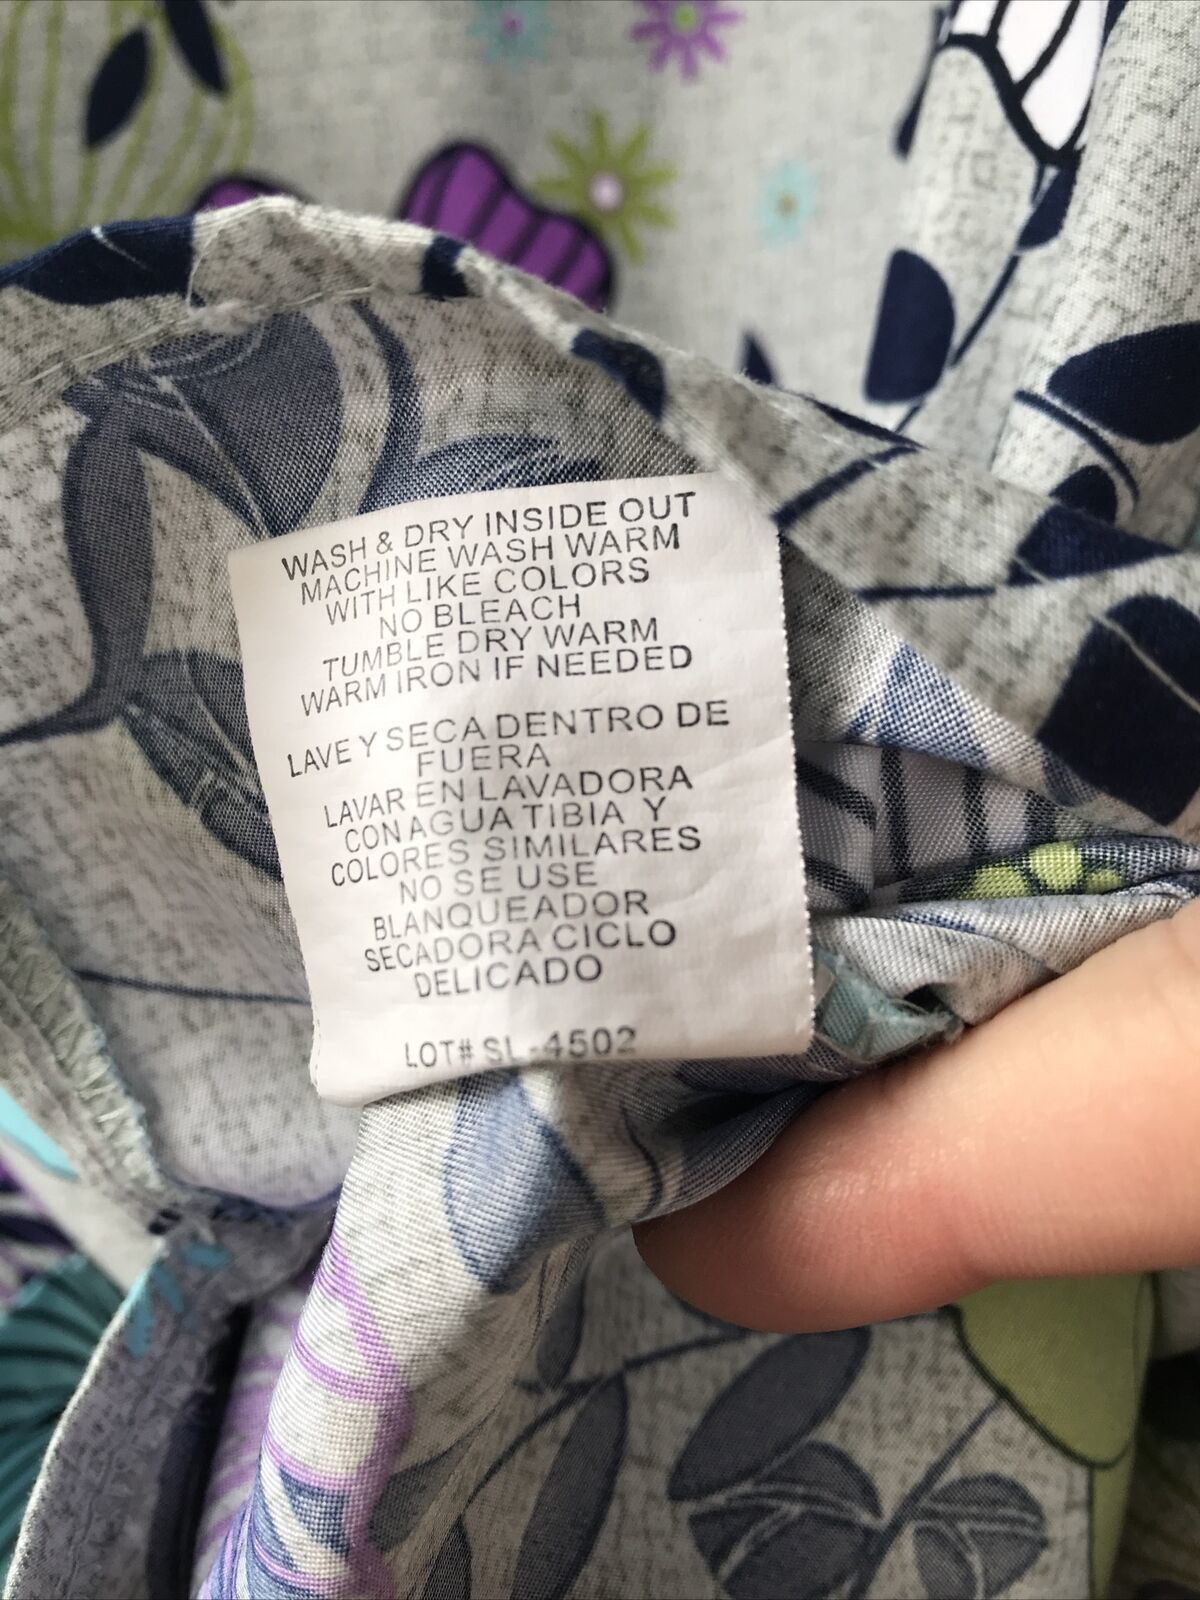 WASH & DRY INSIDE OUT
MACHINE WASH WARM
WITH LIKE COLORS
NO BLEACH
TUMBLE DRY WARM
WARM IRON IF NEEDED
LAVE Y SECA DENTRO DE
FUERA
LAVAR EN LAVADORA
CON AGUA TIBIA Y
COLORES SIMILARES
NO SE USE
BLANQUEADOR
SECADORA CICLO
DELICADO
LOT# SL-4502